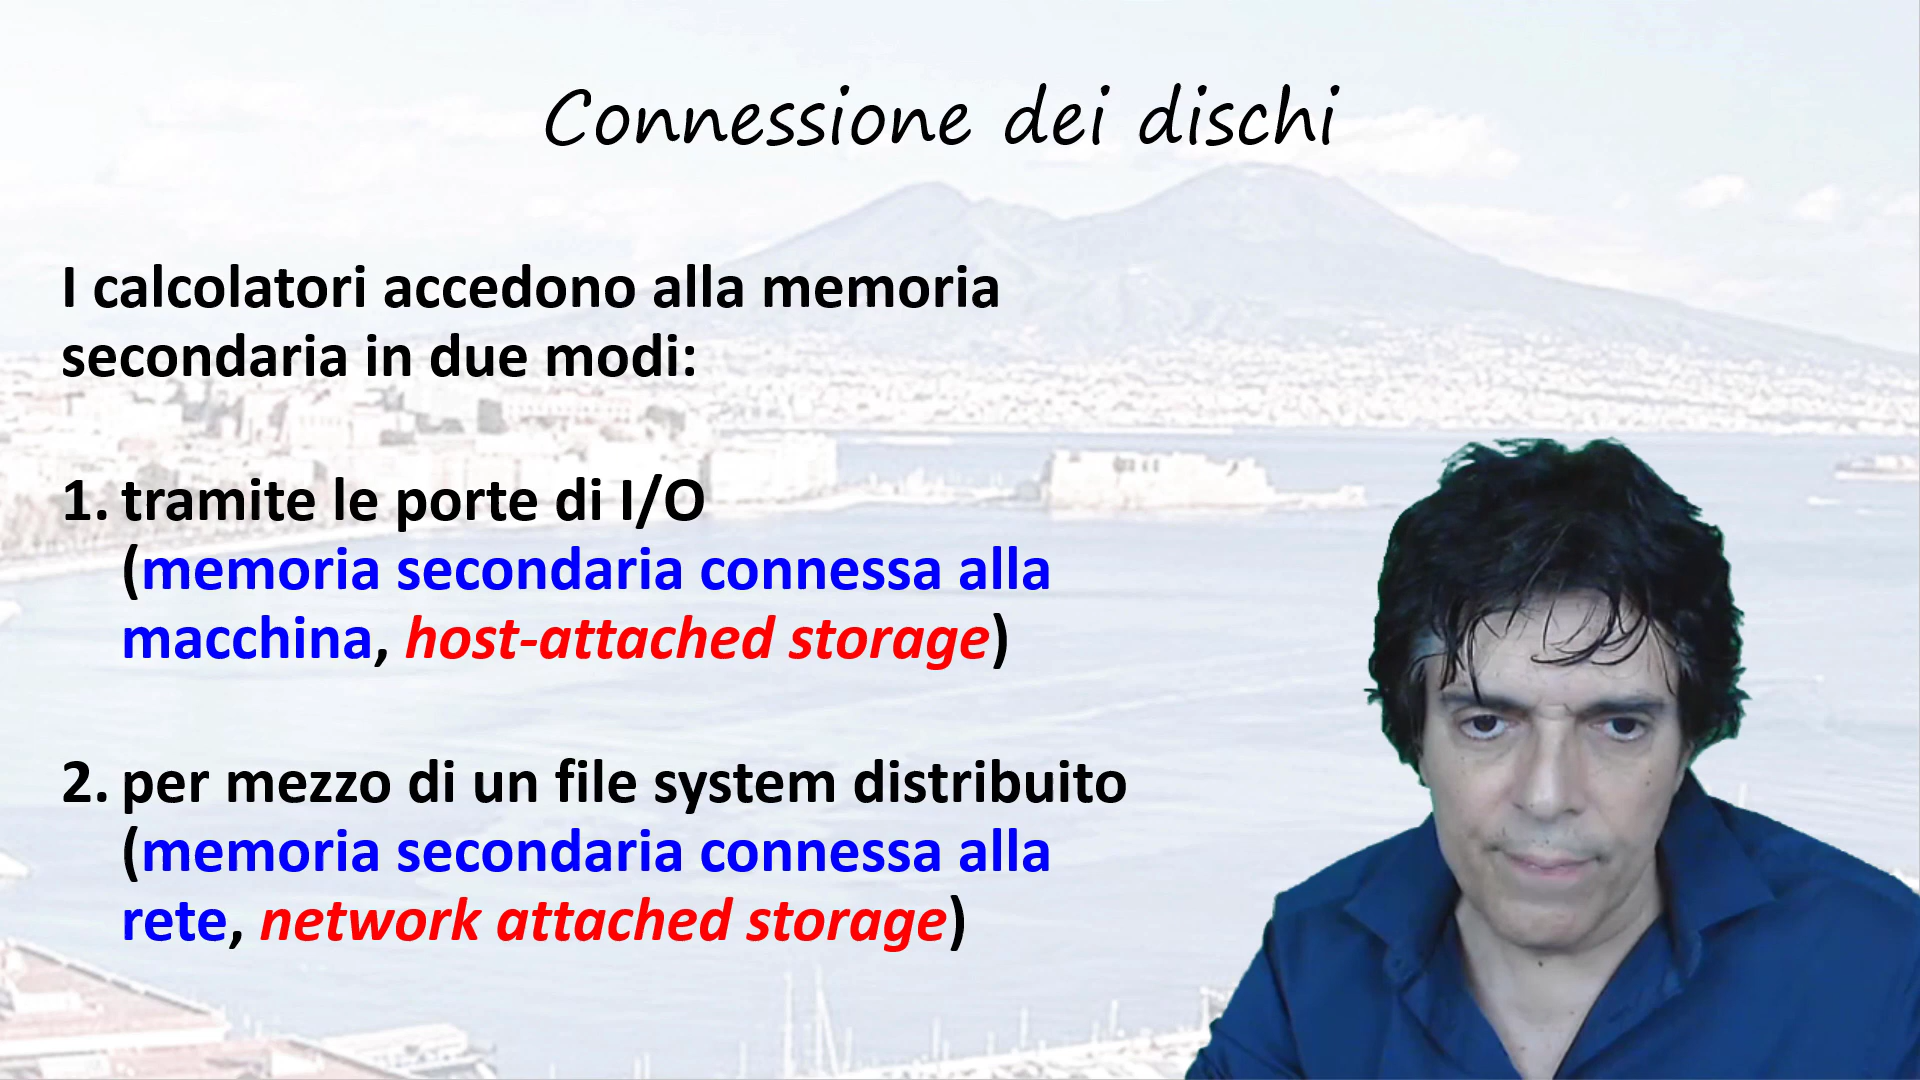 Connessione dei dischi
I calcolatori accedono alla memoria
secondaria in due modi:
1. tramite le porte di I/O
(memoria secondaria connessa alla
macchina, host-attached storage)
2. per mezzo di un file system distribuito
(memoria secondaria connessa alla
rete, network attached storage)